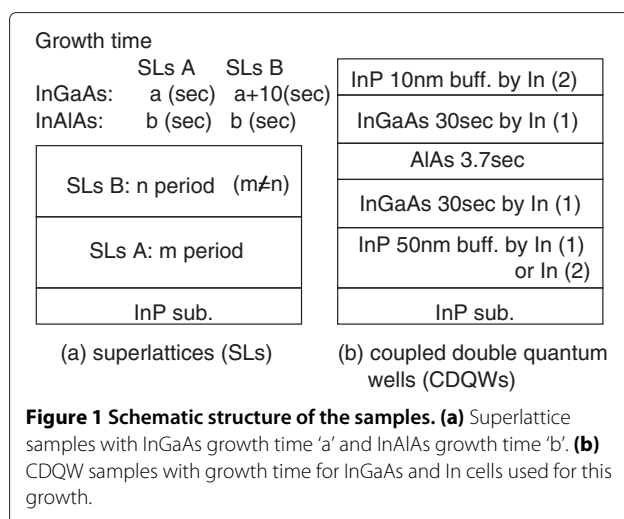 Growth time
SLs A SLs B
InGaAs: a (sec) a+10(sec)
InAlAs: b (sec) b (sec)
SLs B: n period (m≠n)
SLs A: m period
InP sub.
(a) superlattices (SLs)
InP 10nm buff. by In (2)
InGaAs 30sec by In (1)
AlAs 3.7sec
InGaAs 30sec by In (1)
InP 50nm buff. by In (1)
or In (2)
InP sub.
(b) coupled double quantum
wells (CDQWs)
Figure 1 Schematic structure of the samples. (a) Superlattice
samples with InGaAs growth time ‘a’ and InAlAs growth time ‘b’. (b)
CDQW samples with growth time for InGaAs and In cells used for this
growth.